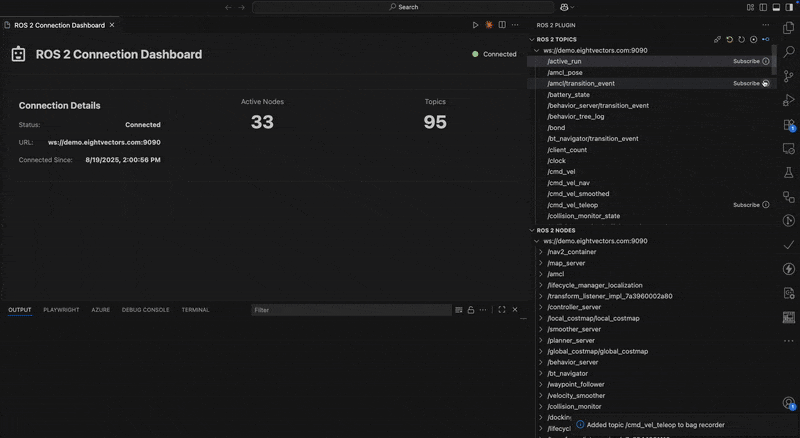 Search
ROS 2 Connection Dashboard
ROS 2 Connection Dashboard
Connected
Connection Details
Status: Connected
URL: ws://demo.eightvectors.com:9090
Connected Since: 8/19/2025, 2:00:56 PM
Active Nodes
33
Topics
95
OUTPUT PLAYWRIGHT AZURE DEBUG CONSOLE TERMINAL
Filter
ROS 2 PLUGIN
ROS 2 TOPICS
ws://demo.eightvectors.com:9090
/active_run Subscribe
/amcl_pose
/amcl/transition_event Subscribe
/battery_state
/behavior_server/transition_event
/behavior_tree_log
/bond
/bt_navigator/transition_event
/client_count
/clock
/cmd_vel
/cmd_vel_nav
/cmd_vel_smoothed
/cmd_vel_teleop Subscribe
/collision_monitor_state
ROS 2 NODES
ws://demo.eightvectors.com:9090
/nav2_container
/map_server
/amcl
/lifecycle_manager_localization
/transform_listener_impl_7a3960002a80
/controller_server
/local_costmap/local_costmap
/smoother_server
/planner_server
/global_costmap/global_costmap
/behavior_server
/bt_navigator
/waypoint_follower
/velocity_smoother
/collision_monitor
/docking
/lifecycl
Added topic /cmd_vel_teleop to bag recorder
1
1